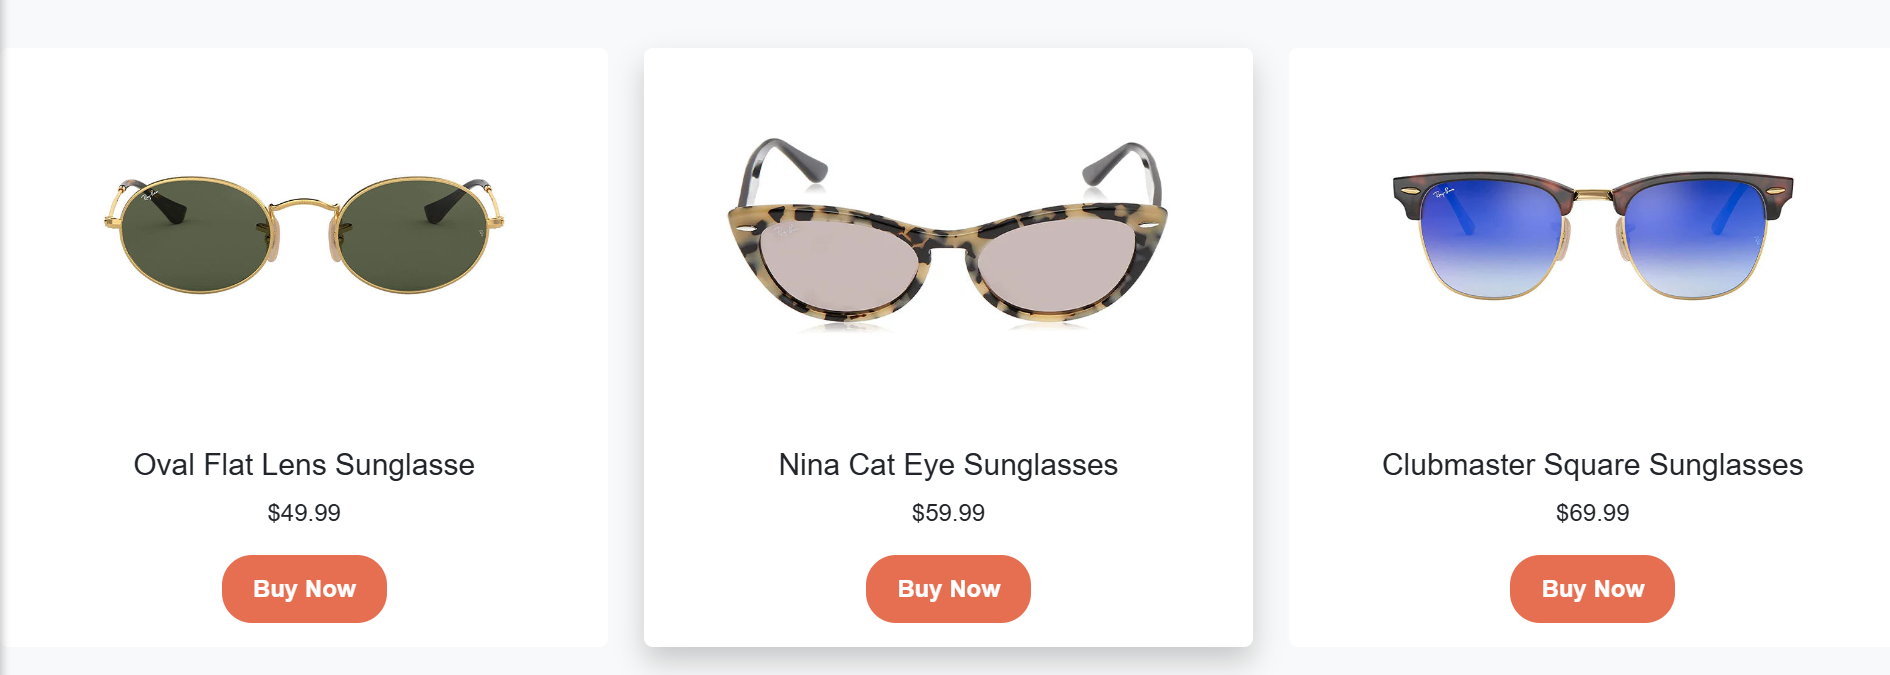 Oval Flat Lens Sunglasse
$49.99
Buy Now
Nina Cat Eye Sunglasses
$59.99
Buy Now
Clubmaster Square Sunglasses
$69.99
Buy Now